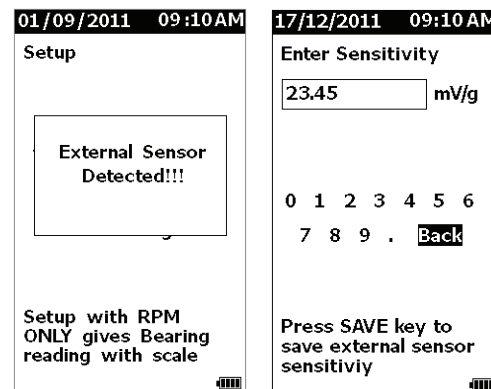 01/09/2011 09:10AM
Setup
External Sensor
Detected!!!
Setup with RPM
ONLY gives Bearing
reading with scale
17/12/2011 09:10AM
Enter Sensitivity
23.45 mV/g
0 1 2 3 4 5 6
7 8 9 . Back
Press SAVE key to
save external sensor
sensitiviy